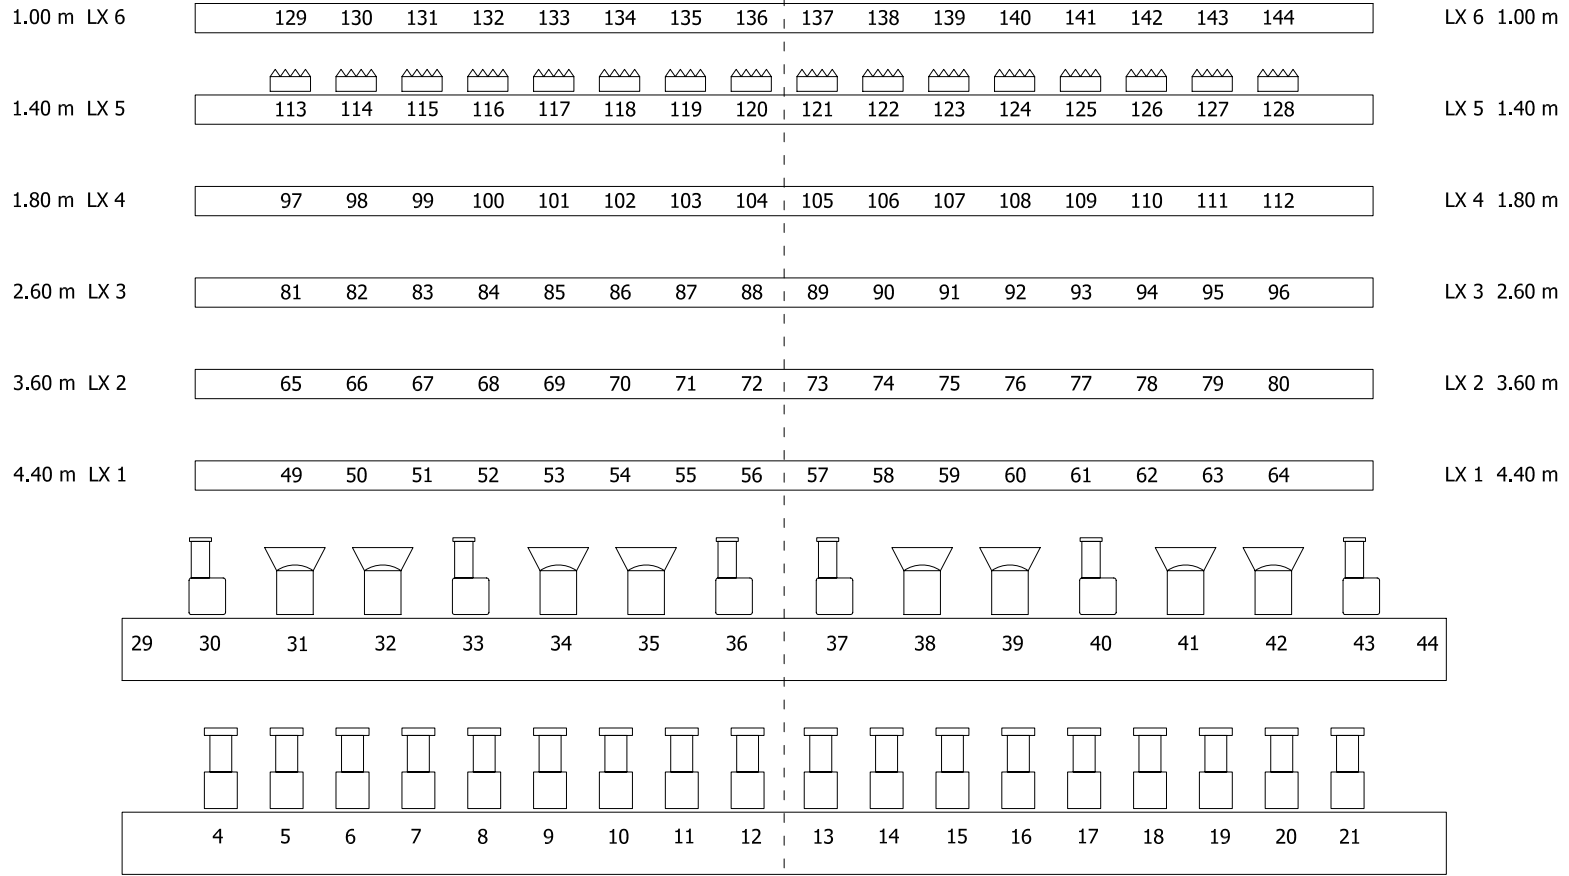 1.00 m LX 6 129 130 131 132 133 134 135 136 137 138 139 140 141 142 143 144 LX 6 1.00 m
1.40 m LX 5 113 114 115 116 117 118 119 120 121 122 123 124 125 126 127 128 LX 5 1.40 m
1.80 m LX 4 97 98 99 100 101 102 103 104 105 106 107 108 109 110 111 112 LX 4 1.80 m
2.60 m LX 3 81 82 83 84 85 86 87 88 89 90 91 92 93 94 95 96 LX 3 2.60 m
3.60 m LX 2 65 66 67 68 69 70 71 72 73 74 75 76 77 78 79 80 LX 2 3.60 m
4.40 m LX 1 49 50 51 52 53 54 55 56 57 58 59 60 61 62 63 64 LX 1 4.40 m
29 30 31 32 33 34 35 36 37 38 39 40 41 42 43 44
4 5 6 7 8 9 10 11 12 13 14 15 16 17 18 19 20 21